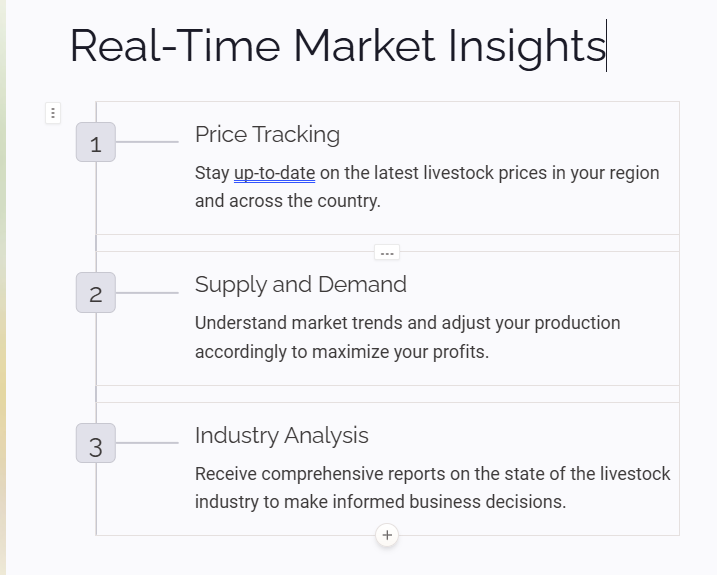 Real-Time Market Insights
1
Price Tracking
Stay up-to-date on the latest livestock prices in your region
and across the country.
2
Supply and Demand
Understand market trends and adjust your production
accordingly to maximize your profits.
3
Industry Analysis
Receive comprehensive reports on the state of the livestock
industry to make informed business decisions.